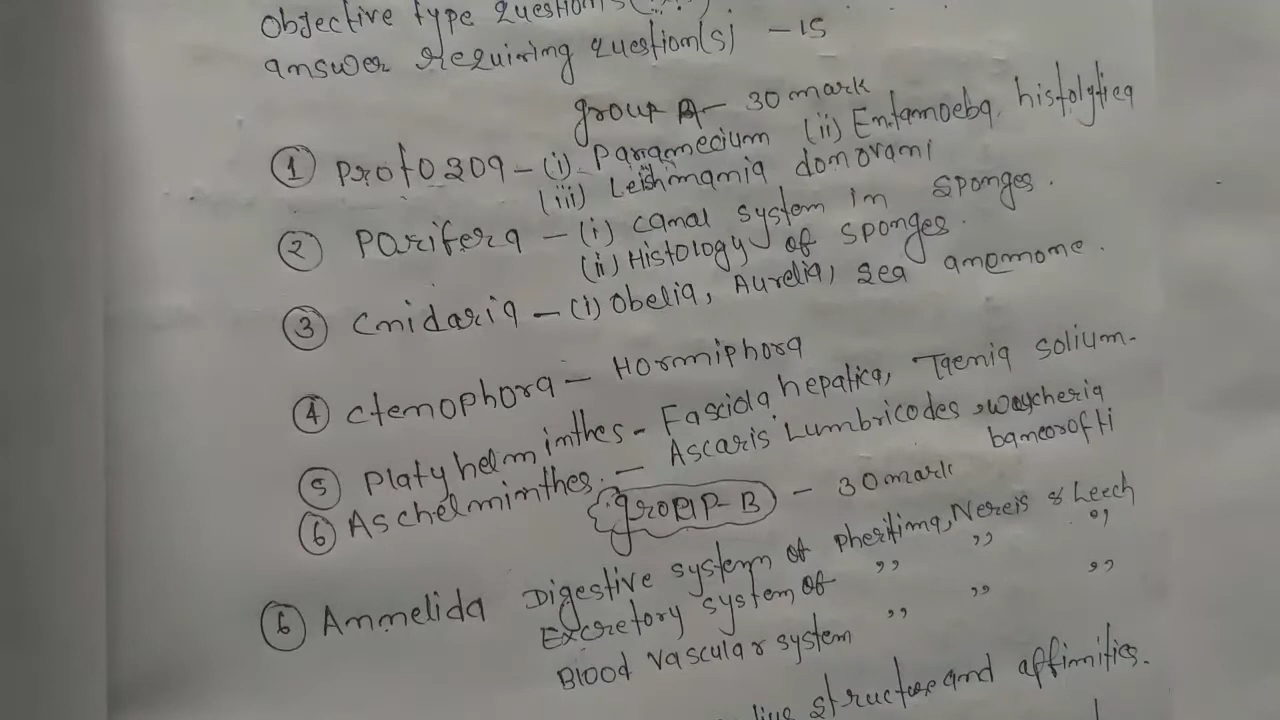 Objective type Questions
answer requiring question(s) - 15
group A - 30 mark
① Protozoa - (i) Paramecium (ii) Entamoeba histolytica
(iii) Leishmania donovani
② Porifera - (i) canal system in sponges.
(ii) Histology of sponges.
③ Cnidaria - (i) Obelia, Aurelia, sea anemone.
④ Ctenophora - Hormiphora
⑤ Platyhelminthes - Fasciola hepatica, Taenia solium.
⑥ Aschelminthes. - Ascaris Lumbricodes,
bancrofti
group - B - 30 mark
⑥ Annelida Digestive system of Pheritima, Nereis & Leech
Excretory system of ,, ,, ,,
Blood vascular system ,, ,, ,,
structure and affinities.